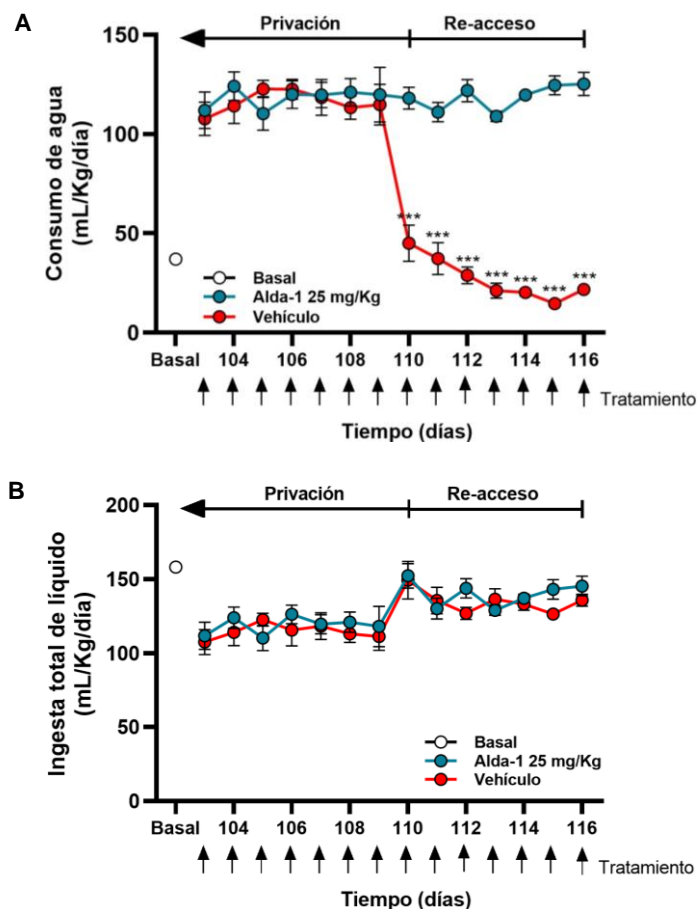 A
Privación
Re-acceso
Consumo de agua
(mL/Kg/día)
150
100
50
0
***
***
***
***
***
***
***
Basal
Alda-1 25 mg/Kg
Vehículo
Basal 104 106 108 110 112 114 116
Tratamiento
Tiempo (días)
B
Privación
Re-acceso
Ingesta total de líquido
(mL/Kg/día)
200
150
100
50
0
Basal
Alda-1 25 mg/Kg
Vehículo
Basal 104 106 108 110 112 114 116
Tratamiento
Tiempo (días)